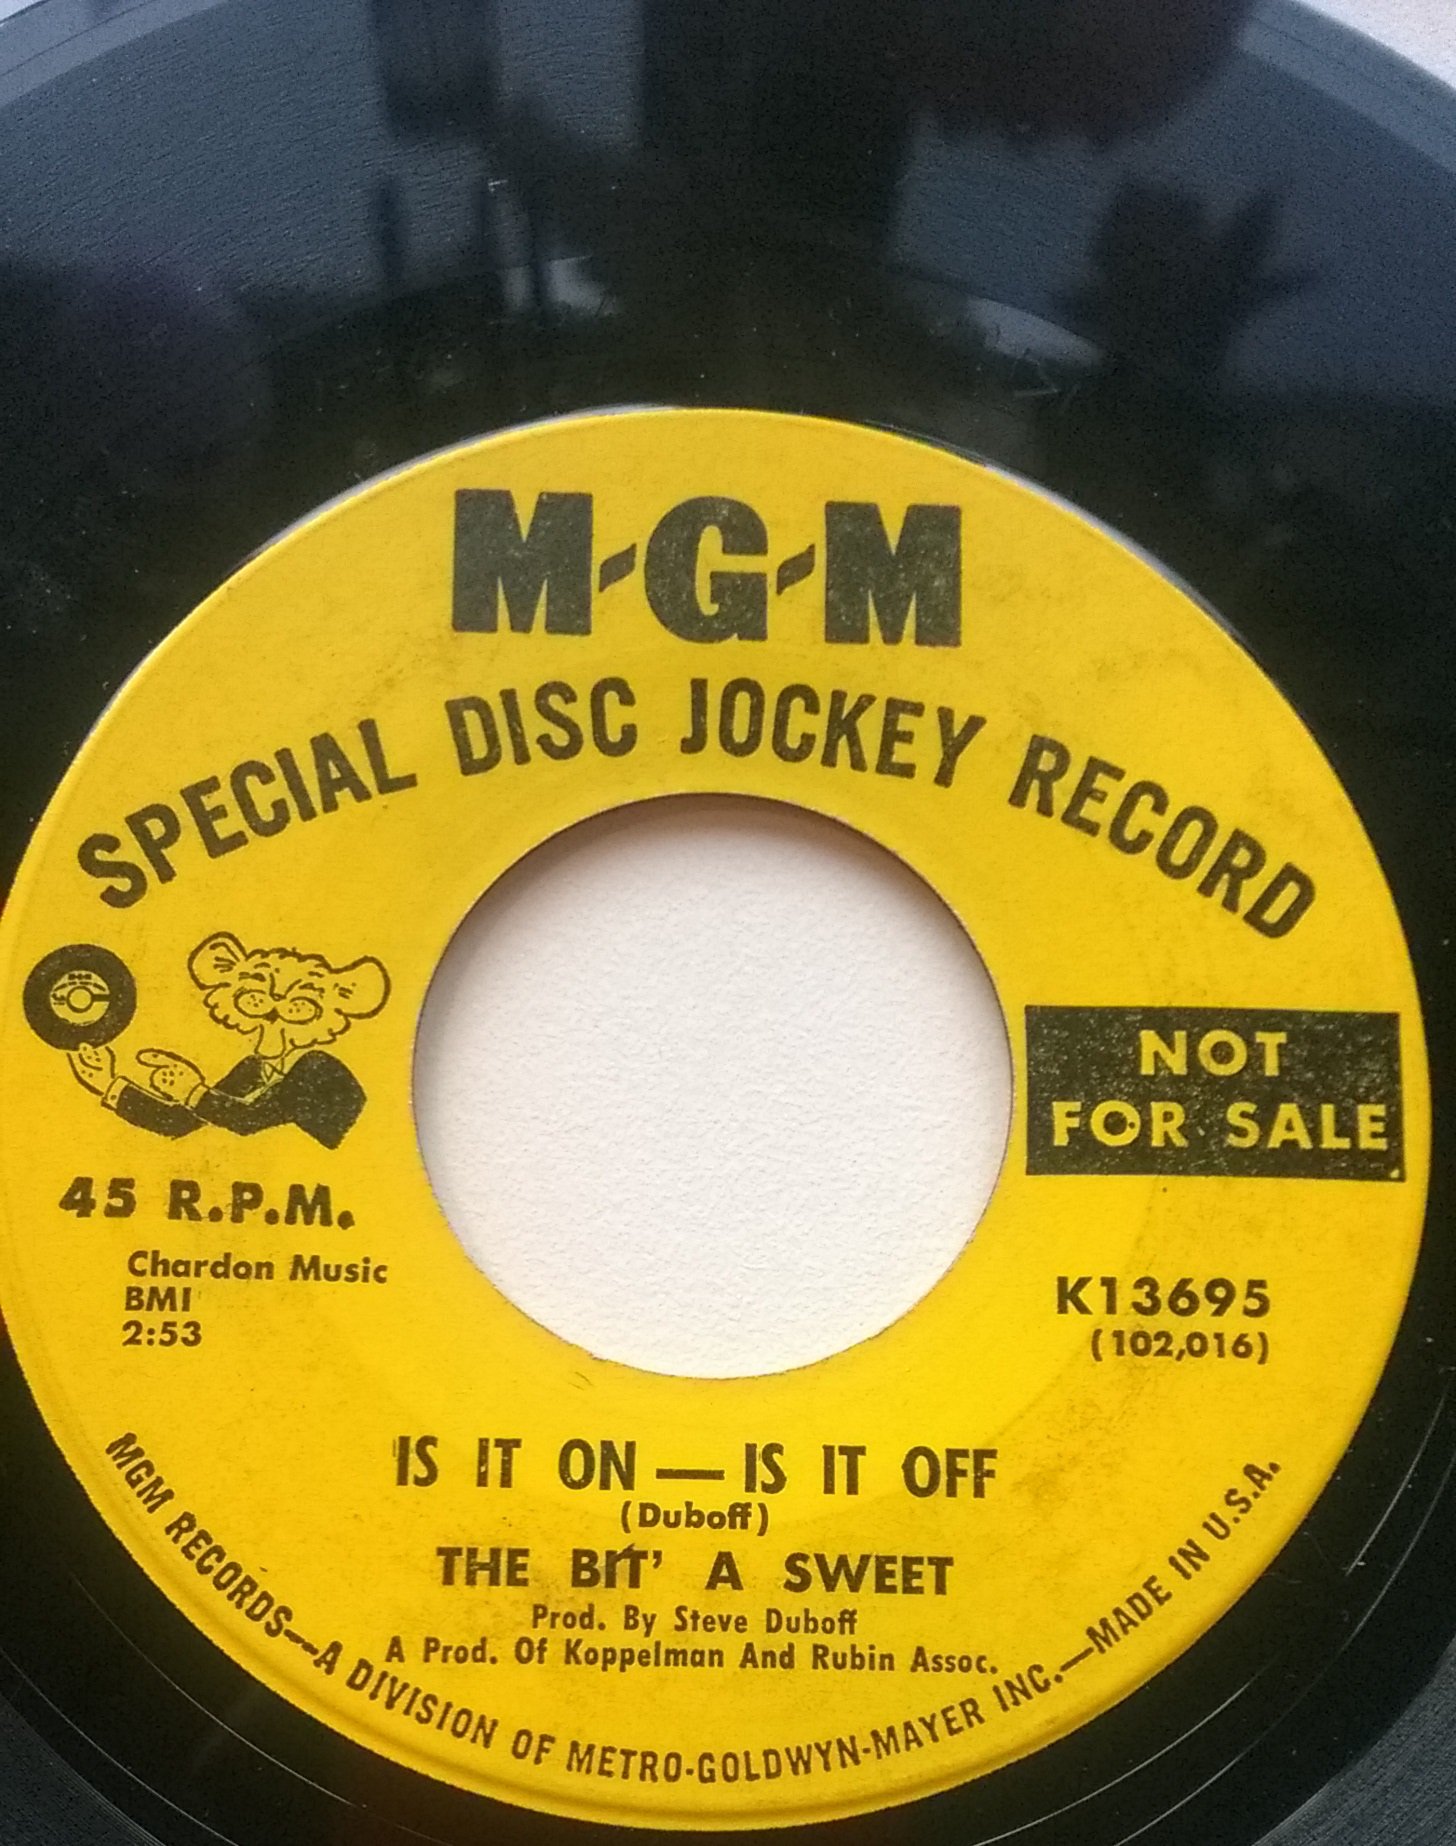 M-G-M
SPECIAL DISC JOCKEY RECORD
NOT
FOR SALE
45 R.P.M.
Chardon Music
BMI
2:53
K13695
(102,016)
IS IT ON — IS IT OFF
(Duboff)
THE BIT' A SWEET
Prod. By Steve Duboff
A Prod. Of Koppelman And Rubin Assoc.
MGM RECORDS—A DIVISION OF METRO-GOLDWYN-MAYER INC.—MADE IN U.S.A.